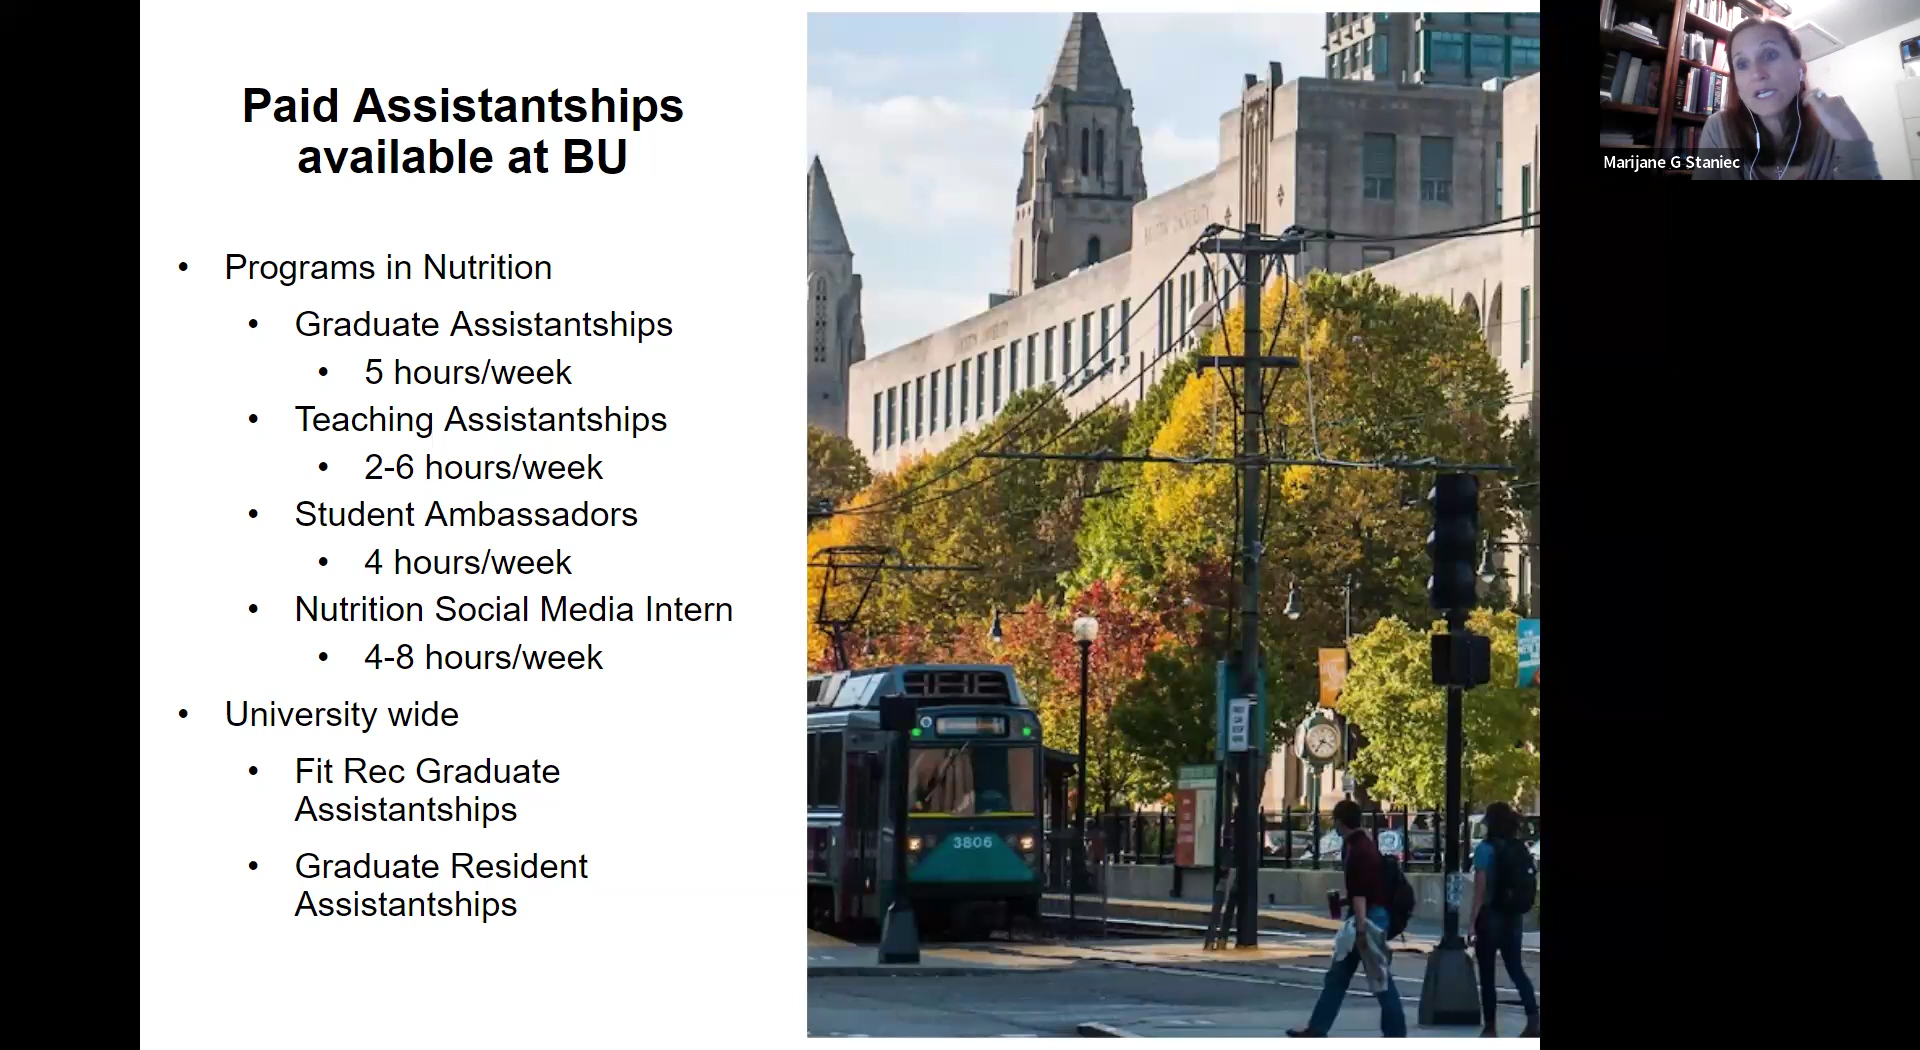 Paid Assistantships
available at BU
• Programs in Nutrition
• Graduate Assistantships
• 5 hours/week
• Teaching Assistantships
• 2-6 hours/week
• Student Ambassadors
• 4 hours/week
• Nutrition Social Media Intern
• 4-8 hours/week
• University wide
• Fit Rec Graduate
Assistantships
• Graduate Resident
Assistantships
BOSTON UNIVERSITY
3806
Marijane G Staniec